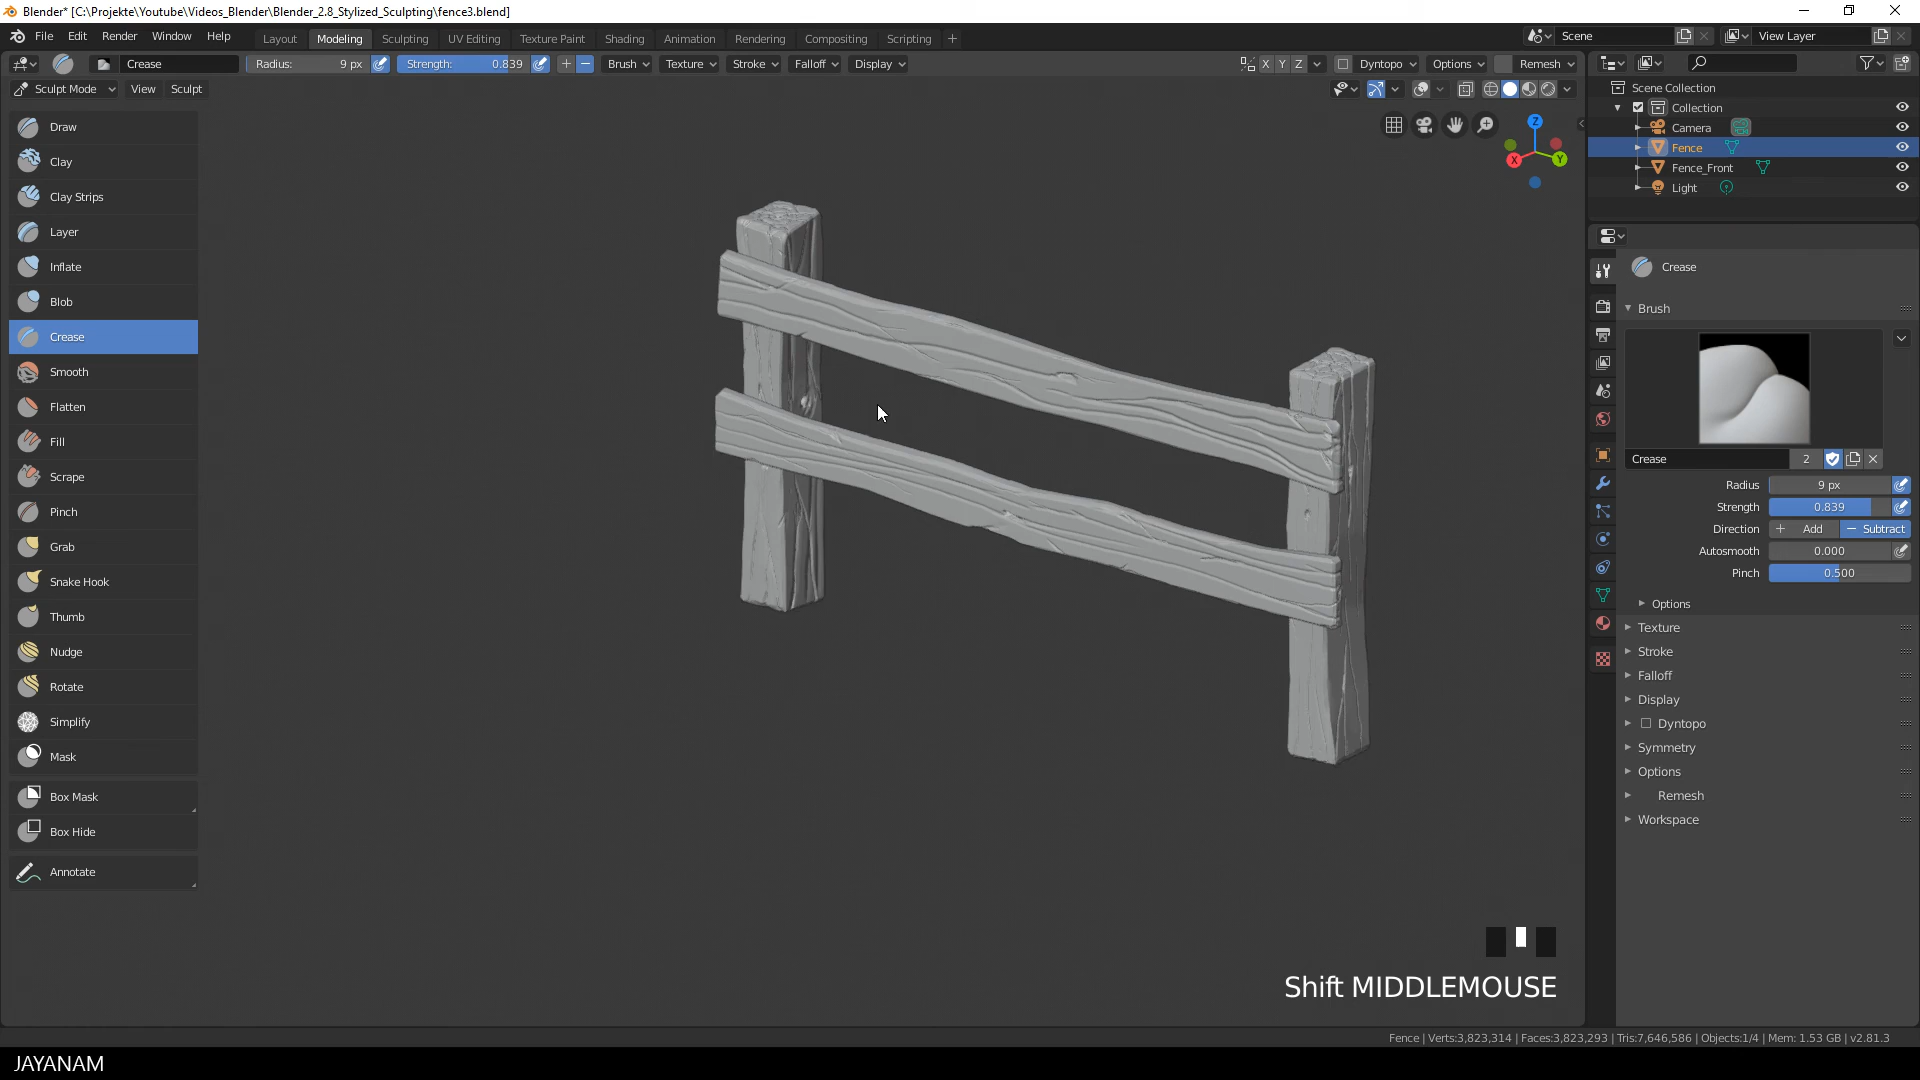 Blender* [C:\Projekte\Youtube\Videos_Blender\Blender_2.8_Stylized_Sculpting\fence3.blend]
File Edit Render Window Help
Layout Modeling Sculpting UV Editing Texture Paint Shading Animation Rendering Compositing Scripting +
Scene
View Layer
Crease
Radius: 9 px
Strength: 0.839
+ −
Brush Texture Stroke Falloff Display
X Y Z
Dyntopo Options Remesh
Sculpt Mode View Sculpt
Draw
Clay
Clay Strips
Layer
Inflate
Blob
Crease
Smooth
Flatten
Fill
Scrape
Pinch
Grab
Snake Hook
Thumb
Nudge
Rotate
Simplify
Mask
Box Mask
Box Hide
Annotate
Z
X
Y
Shift MIDDLEMOUSE
Scene Collection
Collection
Camera
Fence
Fence_Front
Light
Crease
Brush
Crease 2
Radius 9 px
Strength 0.839
Direction + Add − Subtract
Autosmooth 0.000
Pinch 0.500
Options
Texture
Stroke
Falloff
Display
Dyntopo
Symmetry
Options
Remesh
Workspace
Fence | Verts:3,823,314 | Faces:3,823,293 | Tris:7,646,586 | Objects:1/4 | Mem: 1.53 GB | v2.81.3
JAYANAM